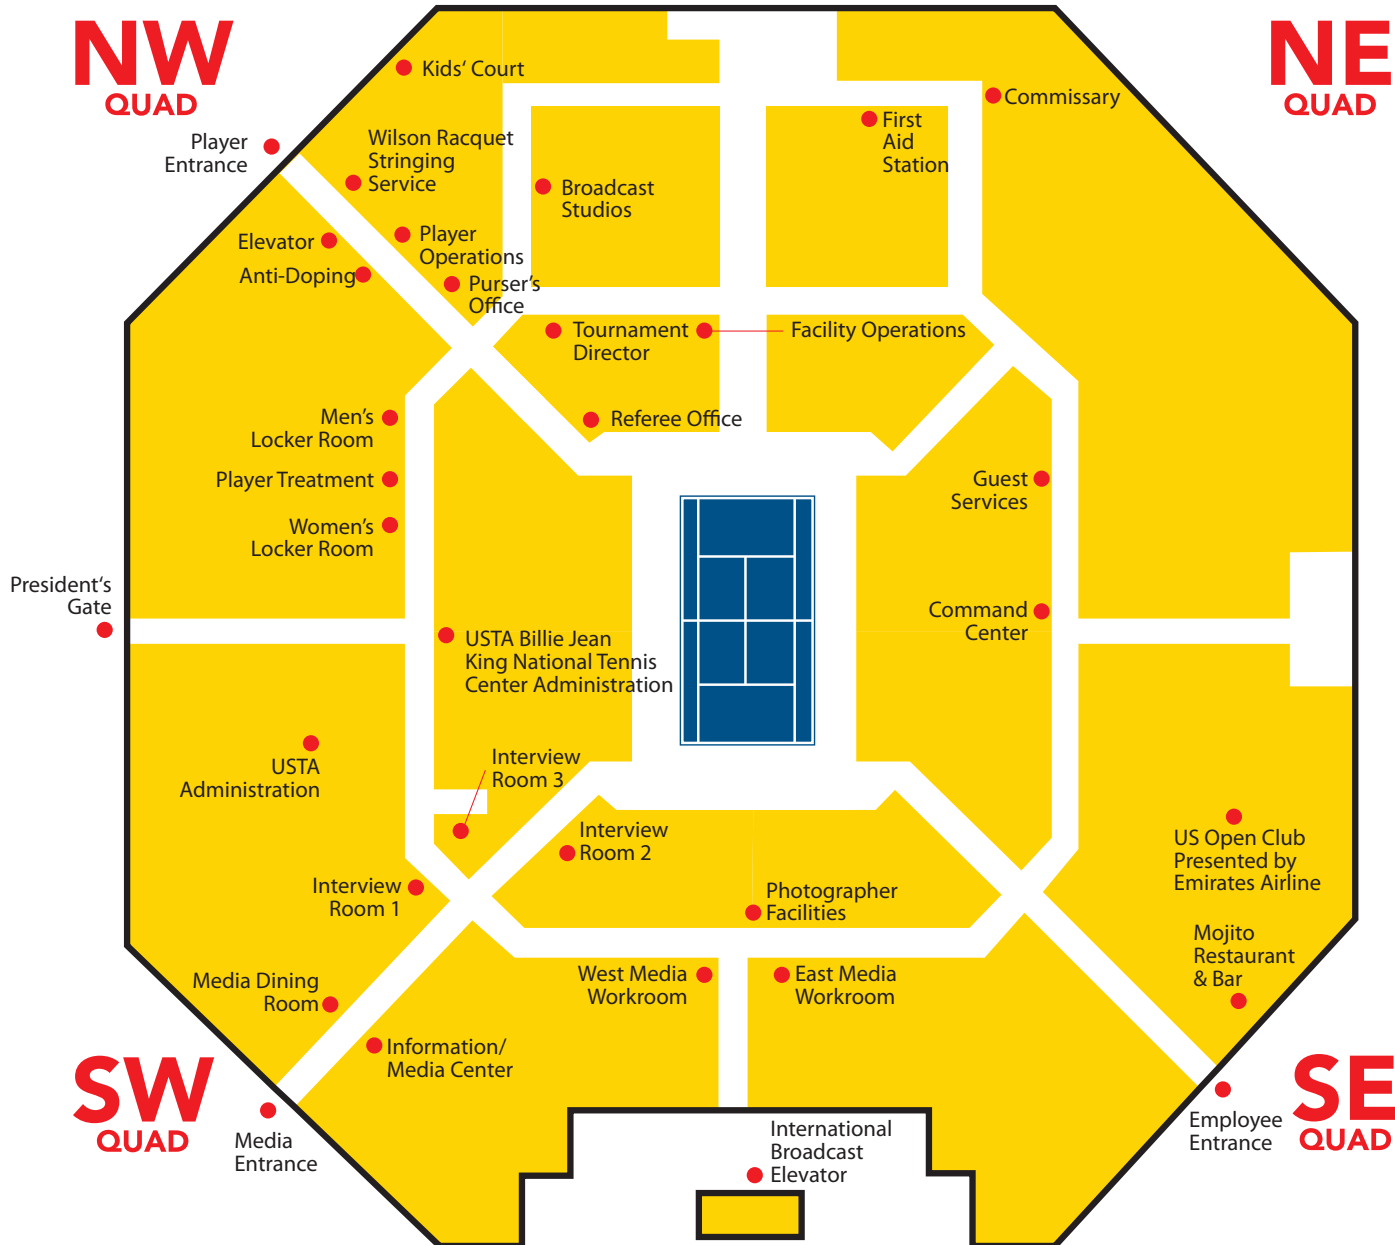 NW
QUAD
NE
QUAD
Kids‘ Court
Commissary
Player
Entrance
Wilson Racquet
Stringing
Service
First
Aid
Station
Broadcast
Studios
Elevator
Player
Operations
Anti-Doping
Purser’s
Office
Tournament
Director
Facility Operations
Men’s
Locker Room
Referee Office
Player Treatment
Guest
Services
Women’s
Locker Room
President‘s
Gate
Command
Center
USTA Billie Jean
King National Tennis
Center Administration
USTA
Administration
Interview
Room 3
Interview
Room 2
US Open Club
Presented by
Emirates Airline
Interview
Room 1
Photographer
Facilities
Mojito
Restaurant
& Bar
Media Dining
Room
West Media
Workroom
East Media
Workroom
Information/
Media Center
SW
QUAD
SE
QUAD
Media
Entrance
International
Broadcast
Elevator
Employee
Entrance